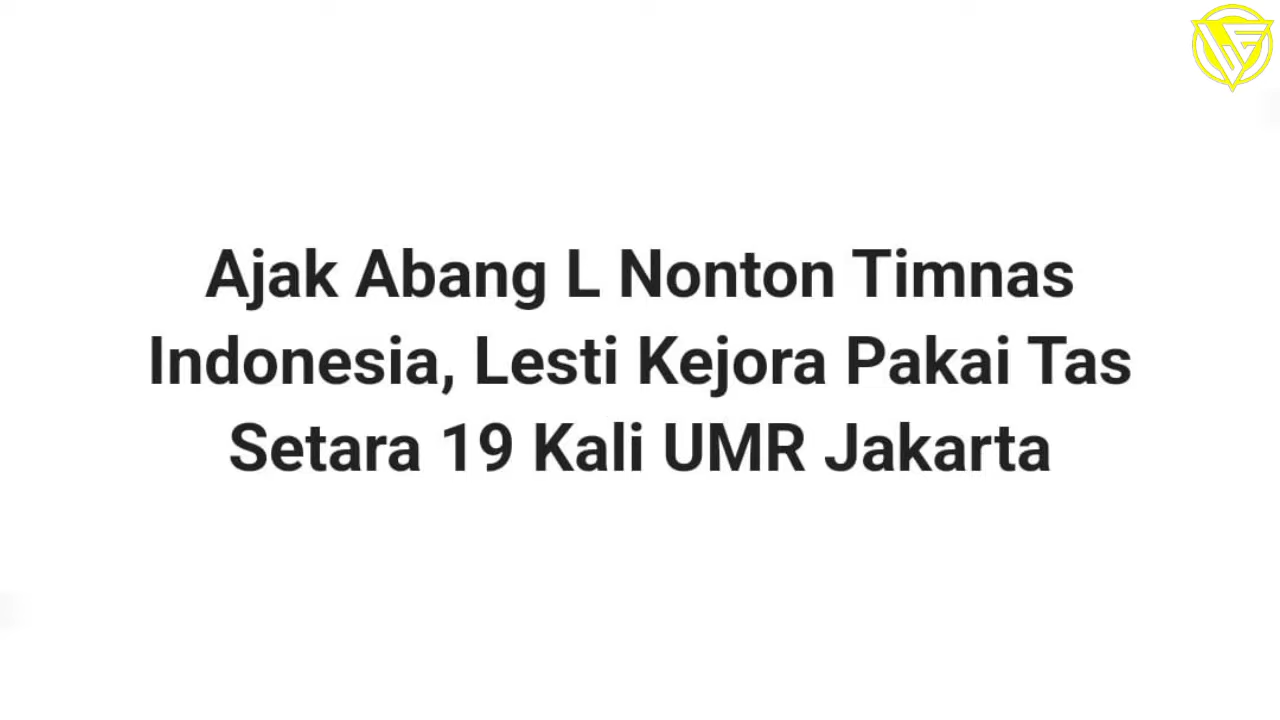 Ajak Abang L Nonton Timnas
Indonesia, Lesti Kejora Pakai Tas
Setara 19 Kali UMR Jakarta